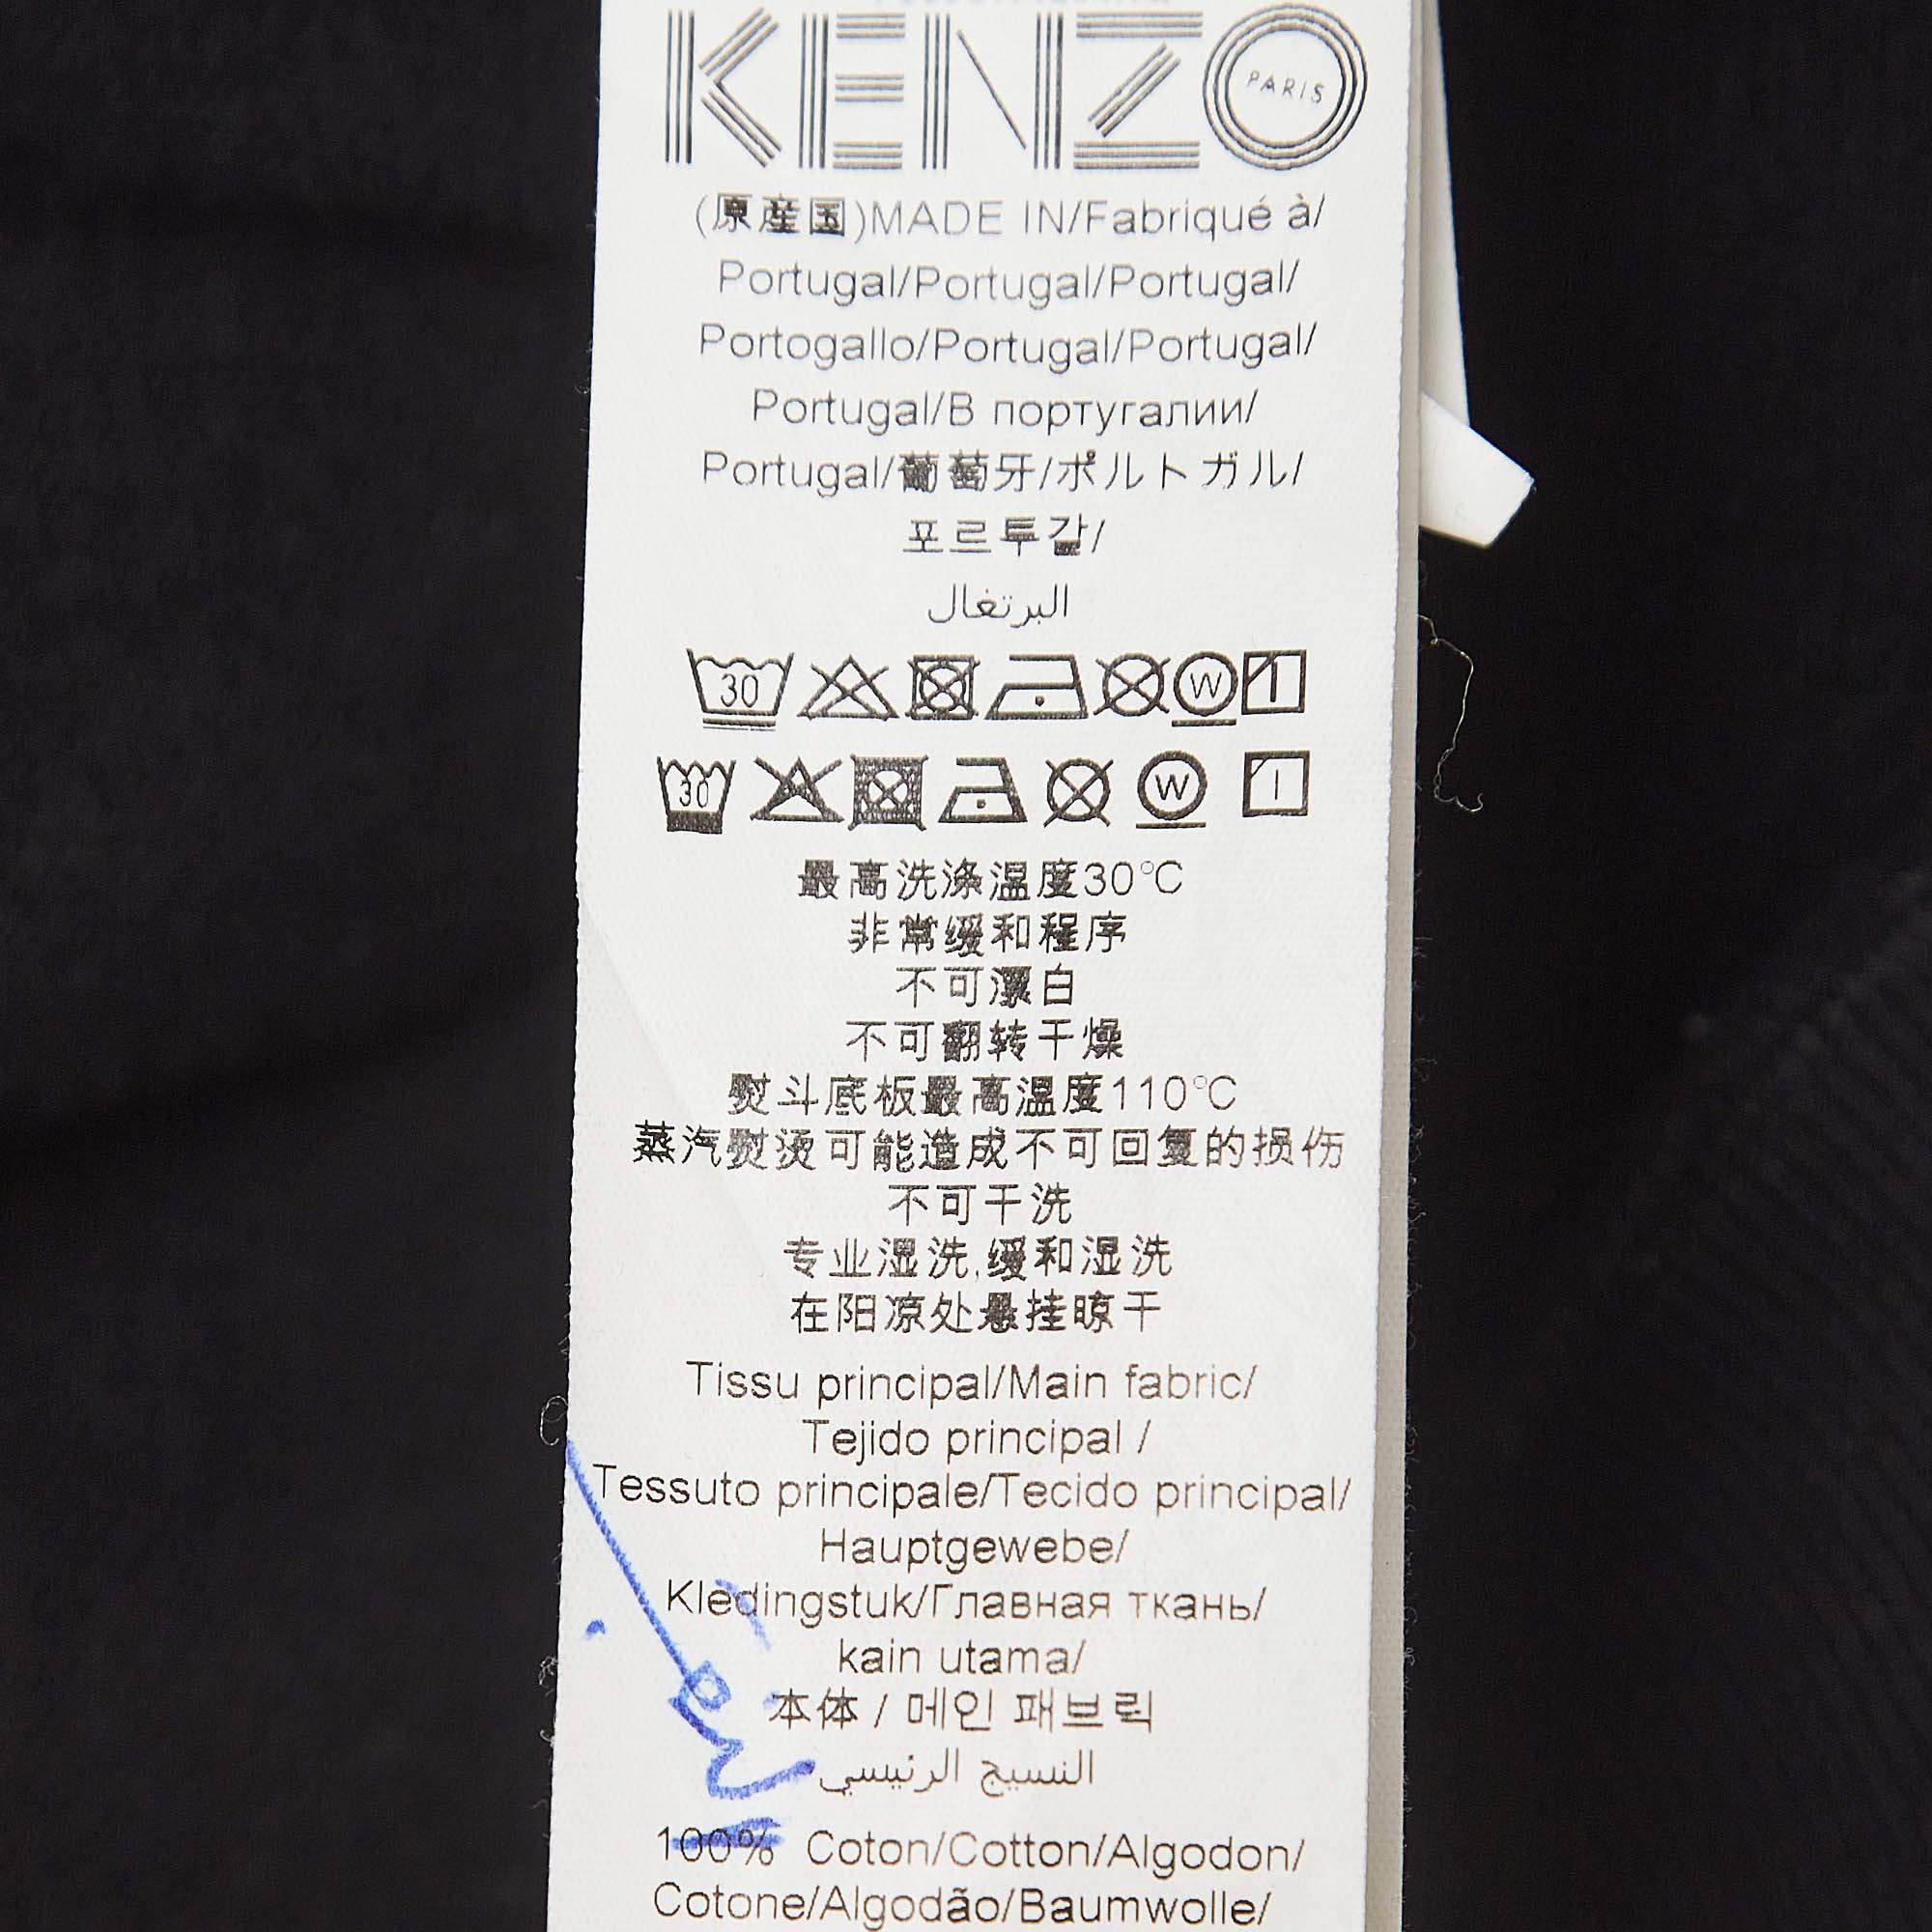 KENZO
PARIS
(原産国)MADE IN/Fabriqué à/
Portugal/Portugal/Portugal/
Portogallo/Portugal/Portugal/
Portugal/В португалии/
Portugal/葡萄牙/ポルトガル/
포르투갈/
البرتغال
30 W
30 W
最高洗涤温度30°C
非常缓和程序
不可漂白
不可翻转干燥
熨斗底板最高温度110°C
蒸汽熨烫可能造成不可回复的损伤
不可干洗
专业湿洗,缓和湿洗
在阳凉处悬挂晾干
Tissu principal/Main fabric/
Tejido principal /
Tessuto principale/Tecido principal/
Hauptgewebe/
Kledingstuk/Главная ткань/
kain utama/
本体 / 메인 패브릭
النسيج الرئيسي
100% Coton/Cotton/Algodon/
Cotone/Algodão/Baumwolle/